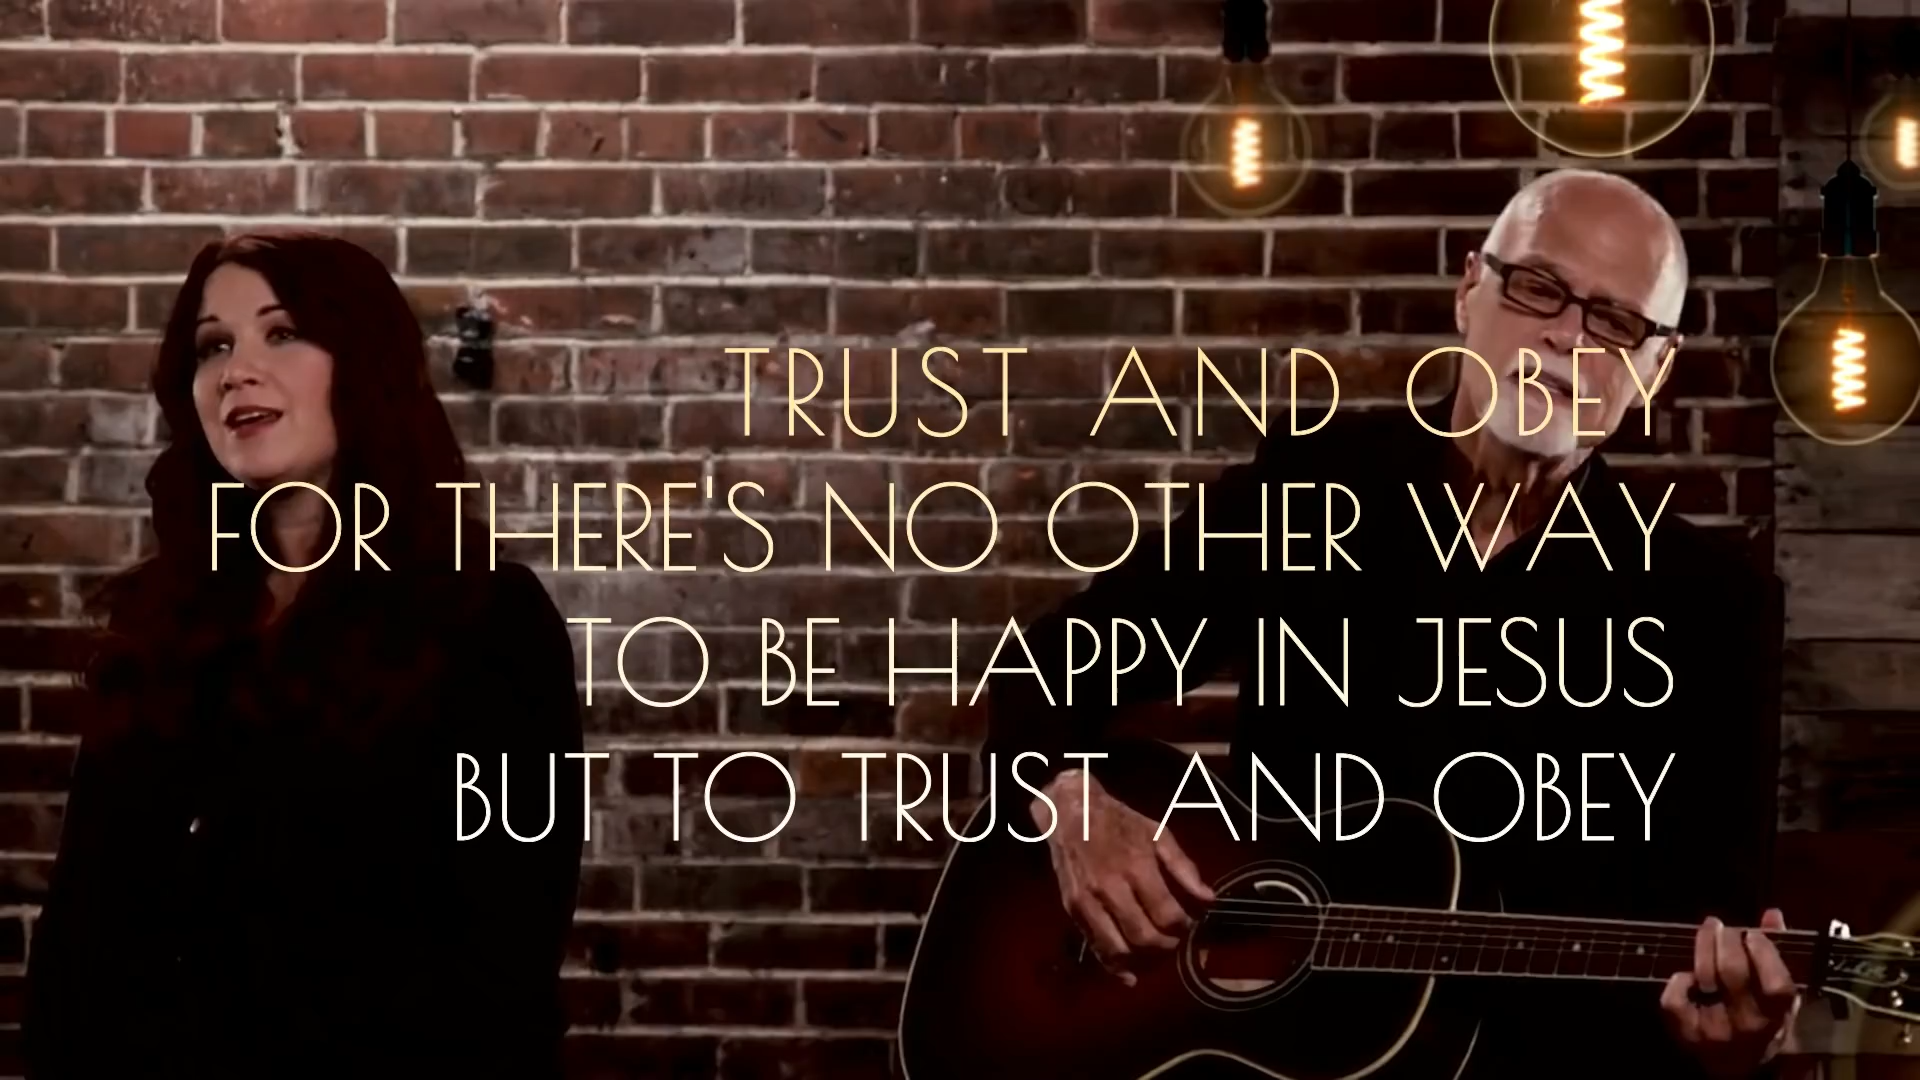 TRUST AND OBEY
FOR THERE'S NO OTHER WAY
TO BE HAPPY IN JESUS
BUT TO TRUST AND OBEY